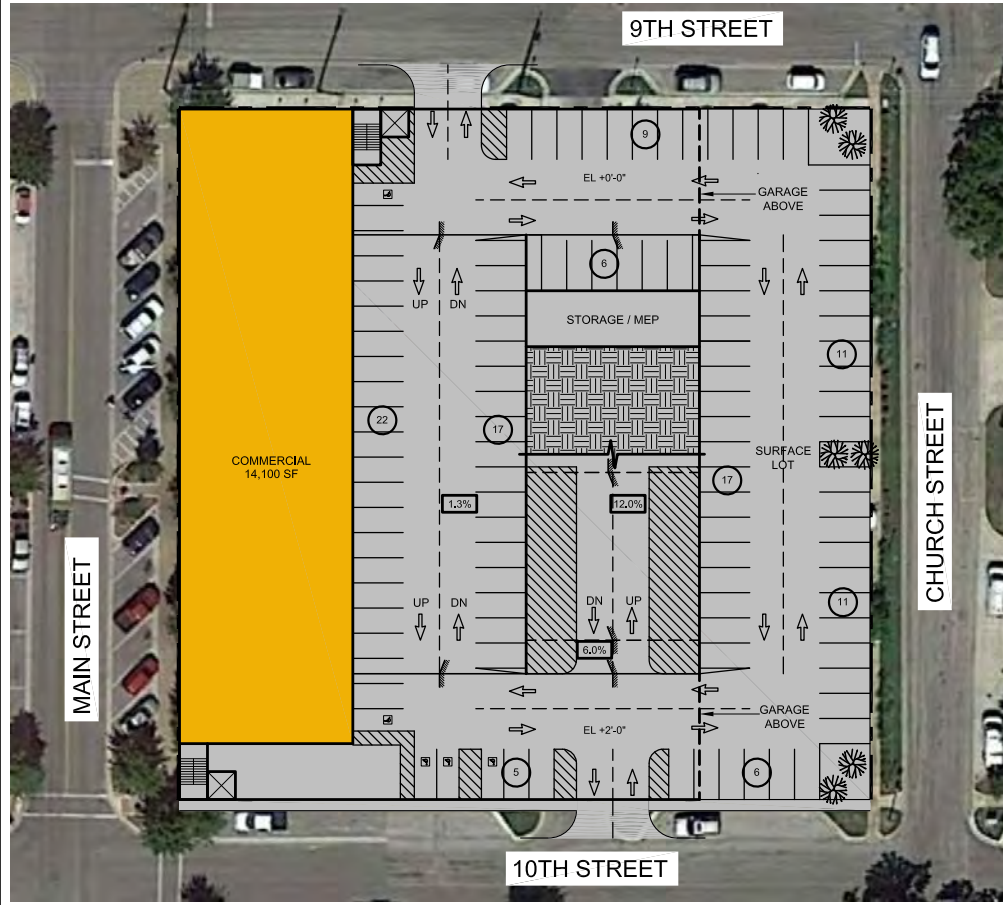 9TH STREET
9
EL +0'-0"
GARAGE
ABOVE
6
UP
DN
STORAGE / MEP
11
22
17
COMMERCIAL
14,100 SF
SURFACE
LOT
17
1.3%
12.0%
MAIN STREET
CHURCH STREET
UP
DN
DN
UP
11
6.0%
GARAGE
ABOVE
EL +2'-0"
5
6
10TH STREET